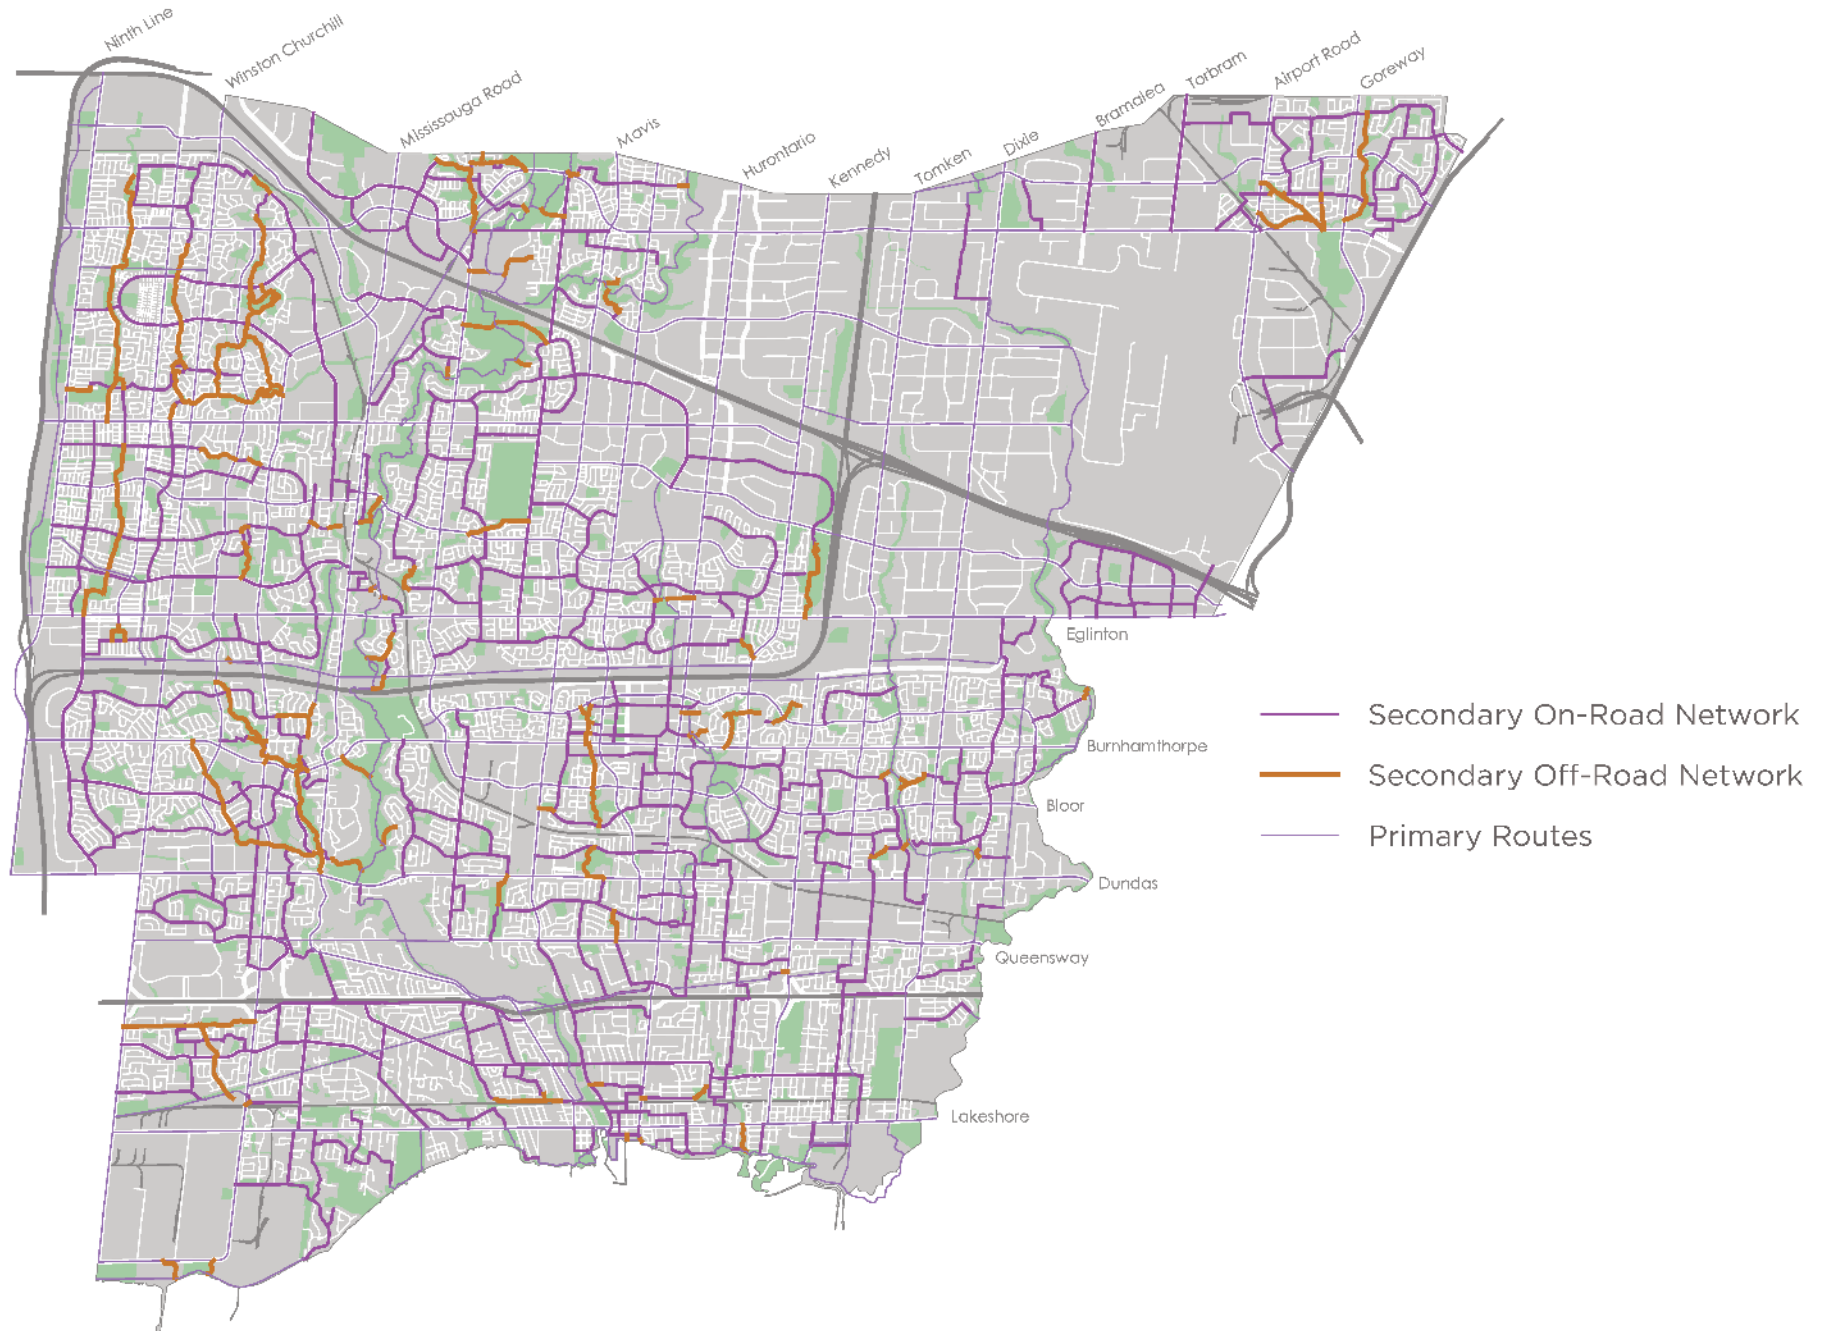 Ninth Line
Winston Churchill
Mississauga Road
Mavis
Hurontario
Kennedy
Tomken
Dixie
Bramalea
Torbram
Airport Road
Goreway
Eglinton
Secondary On-Road Network
Burnhamthorpe
Secondary Off-Road Network
Bloor
Primary Routes
Dundas
Queensway
Lakeshore